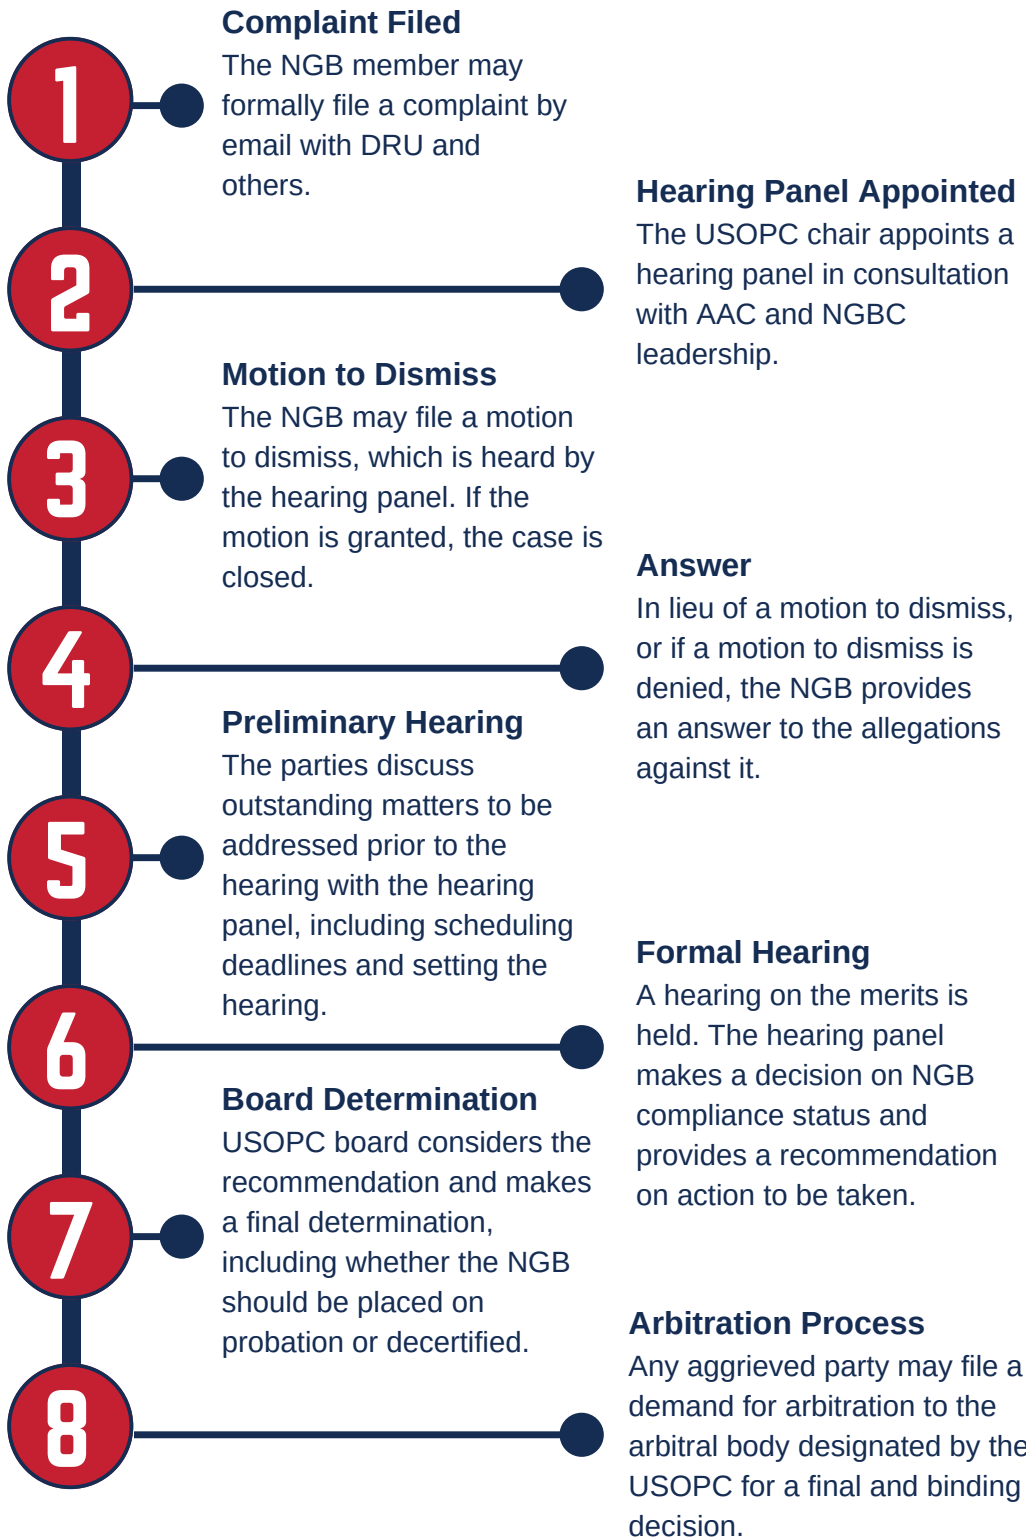 1
Complaint Filed
The NGB member may
formally file a complaint by
email with DRU and
others.
2
Hearing Panel Appointed
The USOPC chair appoints a
hearing panel in consultation
with AAC and NGBC
leadership.
3
Motion to Dismiss
The NGB may file a motion
to dismiss, which is heard by
the hearing panel. If the
motion is granted, the case is
closed.
4
Answer
In lieu of a motion to dismiss,
or if a motion to dismiss is
denied, the NGB provides
an answer to the allegations
against it.
5
Preliminary Hearing
The parties discuss
outstanding matters to be
addressed prior to the
hearing with the hearing
panel, including scheduling
deadlines and setting the
hearing.
6
Formal Hearing
A hearing on the merits is
held. The hearing panel
makes a decision on NGB
compliance status and
provides a recommendation
on action to be taken.
7
Board Determination
USOPC board considers the
recommendation and makes
a final determination,
including whether the NGB
should be placed on
probation or decertified.
8
Arbitration Process
Any aggrieved party may file a
demand for arbitration to the
arbitral body designated by the
USOPC for a final and binding
decision.